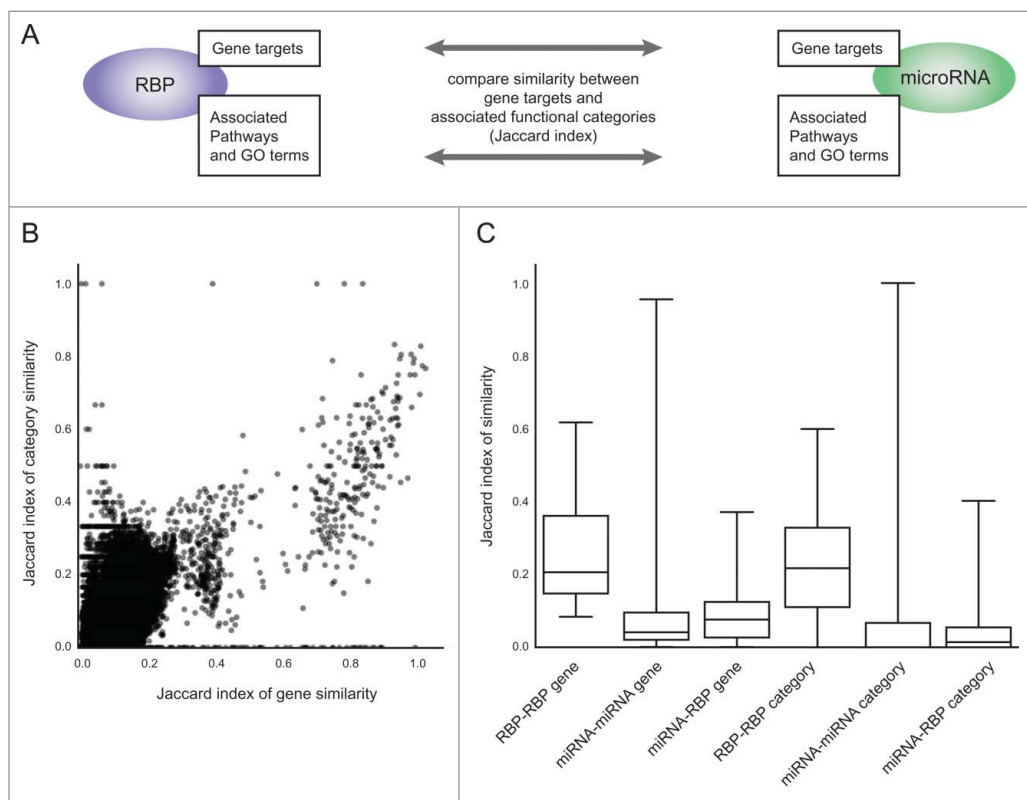 A
RBP
Gene targets
Associated
Pathways
and GO terms
compare similarity between
gene targets and
associated functional categories
(Jaccard index)
Gene targets
microRNA
Associated
Pathways
and GO terms
B
Jaccard index of category similarity
1.0
0.8
0.6
0.4
0.2
0.0
0.0 0.2 0.4 0.6 0.8 1.0
Jaccard index of gene similarity
C
Jaccard index of similarity
1.0
0.8
0.6
0.4
0.2
0.0
RBP-RBP gene
miRNA-miRNA gene
miRNA-RBP gene
RBP-RBP category
miRNA-miRNA category
miRNA-RBP category